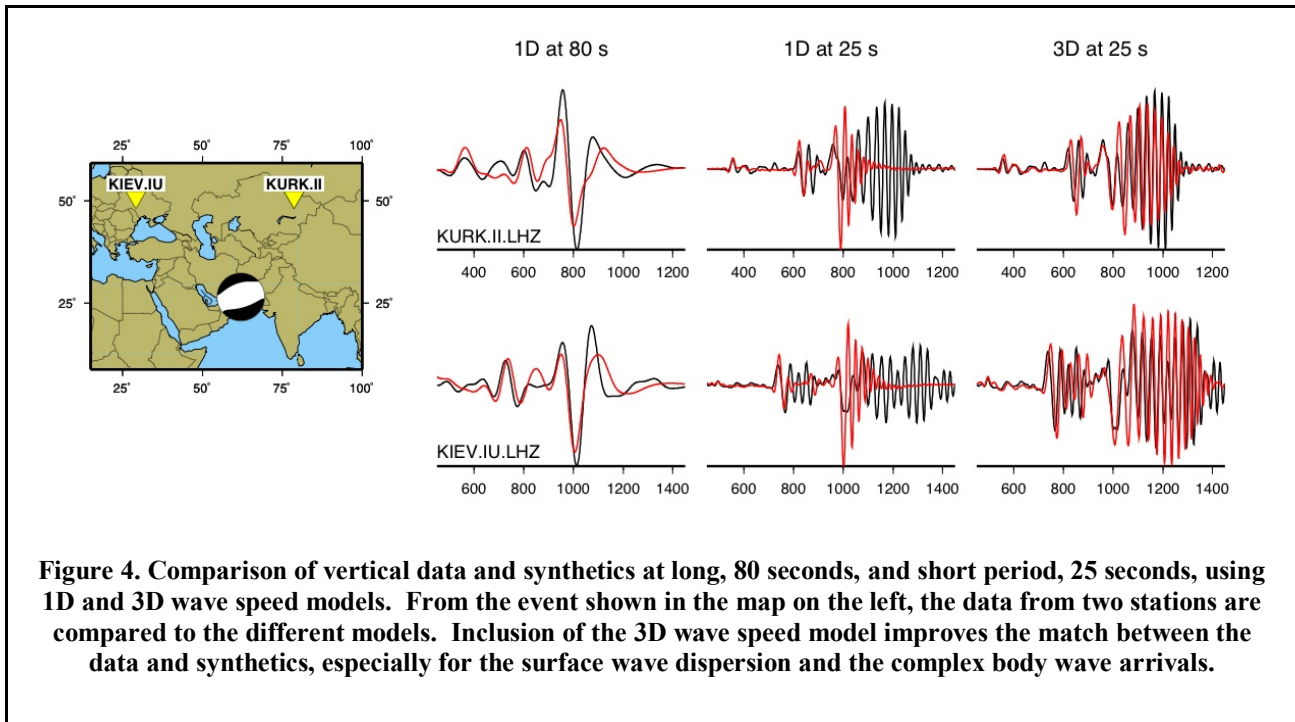 1D at 80 s 1D at 25 s 3D at 25 s
25° 50° 75° 100°
KIEV.IU KURK.II
50° 50°
25° 25°
25° 50° 75° 100°
KURK.II.LHZ
400 600 800 1000 1200 400 600 800 1000 1200 400 600 800 1000 1200
KIEV.IU.LHZ
600 800 1000 1200 1400 600 800 1000 1200 1400 600 800 1000 1200 1400
Figure 4. Comparison of vertical data and synthetics at long, 80 seconds, and short period, 25 seconds, using
1D and 3D wave speed models. From the event shown in the map on the left, the data from two stations are
compared to the different models. Inclusion of the 3D wave speed model improves the match between the
data and synthetics, especially for the surface wave dispersion and the complex body wave arrivals.